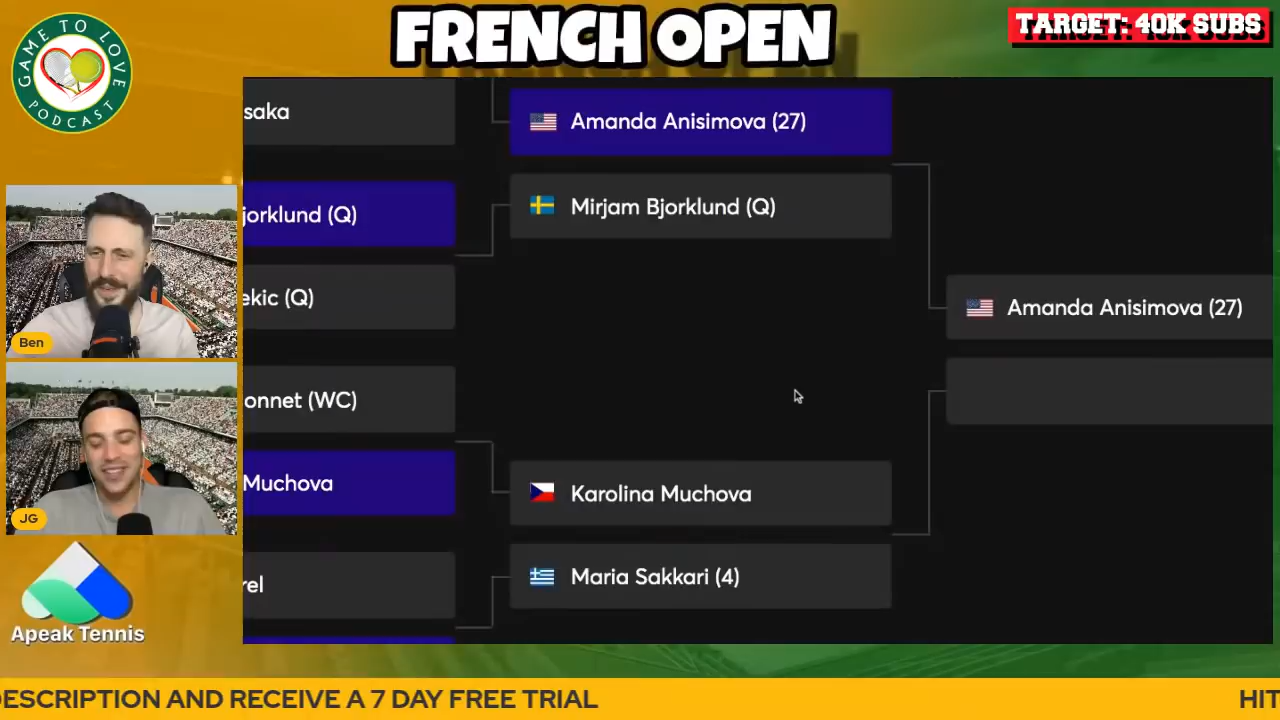 GAME TO LOVE
PODCAST
FRENCH OPEN
TARGET: 40K SUBS
saka
jorklund (Q)
ekic (Q)
onnet (WC)
Muchova
rel
Amanda Anisimova (27)
Mirjam Bjorklund (Q)
Karolina Muchova
Maria Sakkari (4)
Amanda Anisimova (27)
Ben
JG
Apeak Tennis
ESCRIPTION AND RECEIVE A 7 DAY FREE TRIAL
HIT